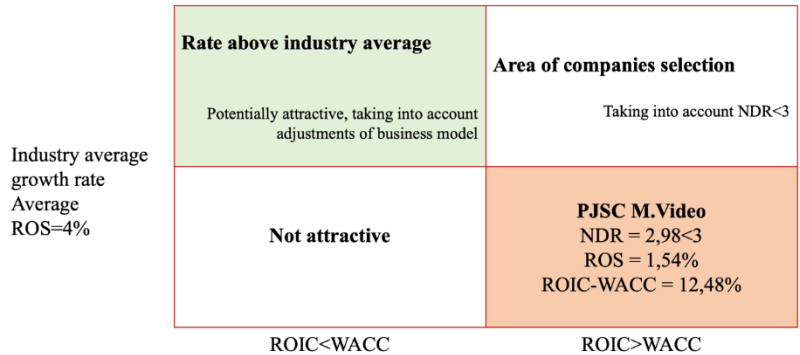 Rate above industry average
Potentially attractive, taking into account
adjustments of business model
Area of companies selection
Taking into account NDR<3
Industry average
growth rate
Average
ROS=4%
Not attractive
PJSC M.Video
NDR = 2,98<3
ROS = 1,54%
ROIC-WACC = 12,48%
ROIC<WACC
ROIC>WACC